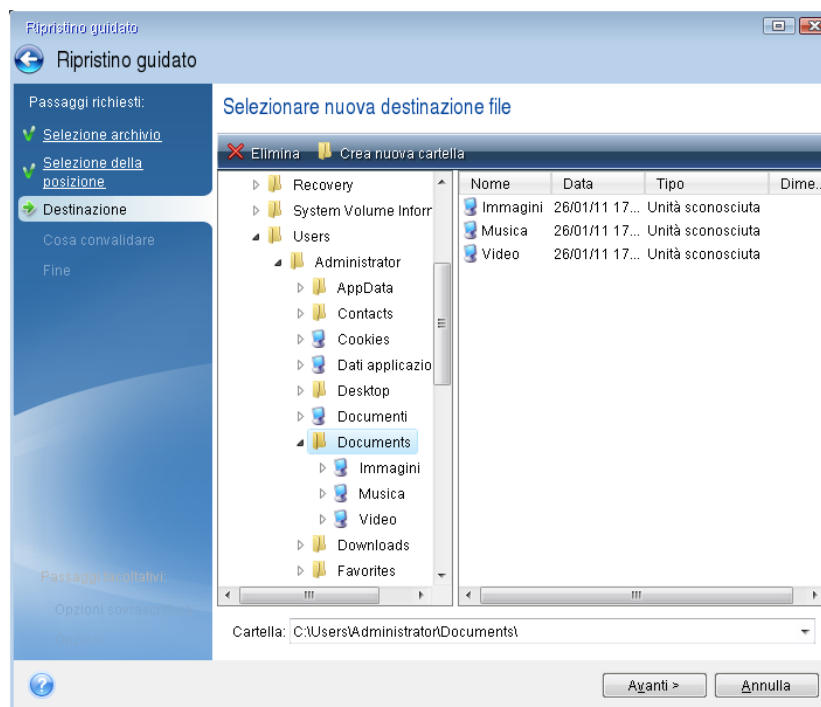 Ripristino guidato
Ripristino guidato
Passaggi richiesti:
Selezione archivio
Selezione della
posizione
Destinazione
Cosa convalidare
Fine
Passaggi facoltativi:
Opzioni
Selezionare nuova destinazione file
Elimina Crea nuova cartella
Recovery
System Volume Inforr
Users
Administrator
AppData
Contacts
Cookies
Dati applicazio
Desktop
Documenti
Documents
Immagini
Musica
Video
Downloads
Favorites
Nome Data Tipo Dime..
Immagini 26/01/11 17... Unità sconosciuta
Musica 26/01/11 17... Unità sconosciuta
Video 26/01/11 17... Unità sconosciuta
Cartella: C:\Users\Administrator\Documents\
Avanti > Annulla